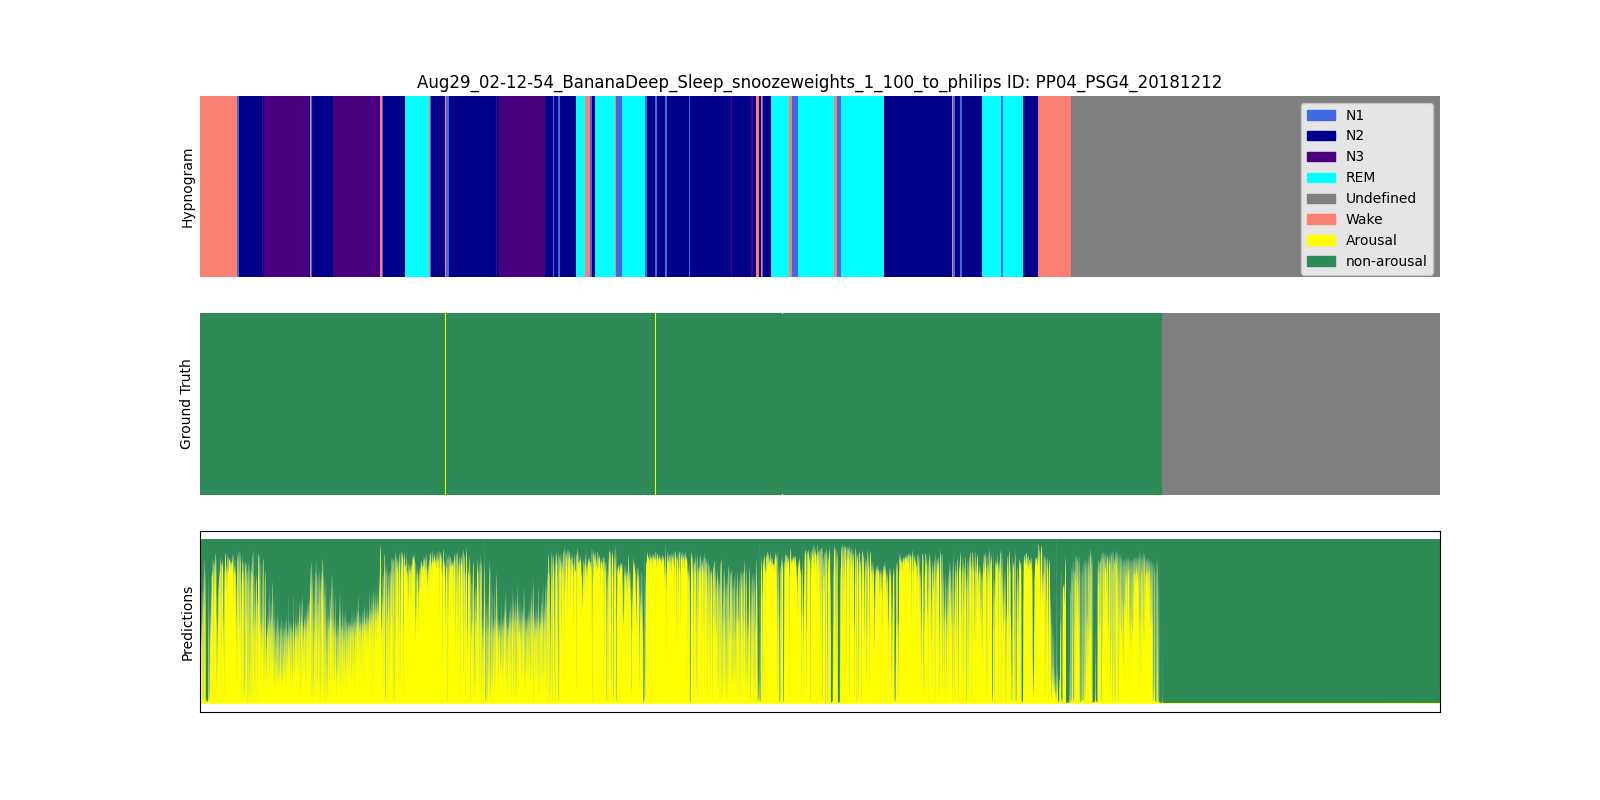 Aug29_02-12-54_BananaDeep_Sleep_snoozeweights_1_100_to_philips ID: PP04_PSG4_20181212
Hypnogram
N1
N2
N3
REM
Undefined
Wake
Arousal
non-arousal
Ground Truth
Predictions